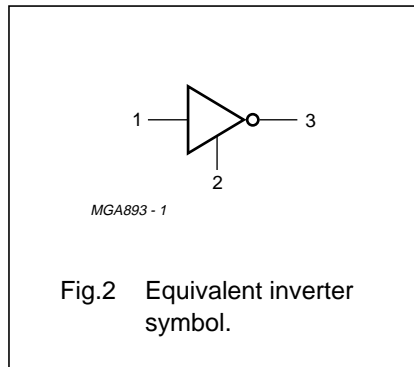 1
3
2
MGA893 - 1
Fig.2 Equivalent inverter
symbol.